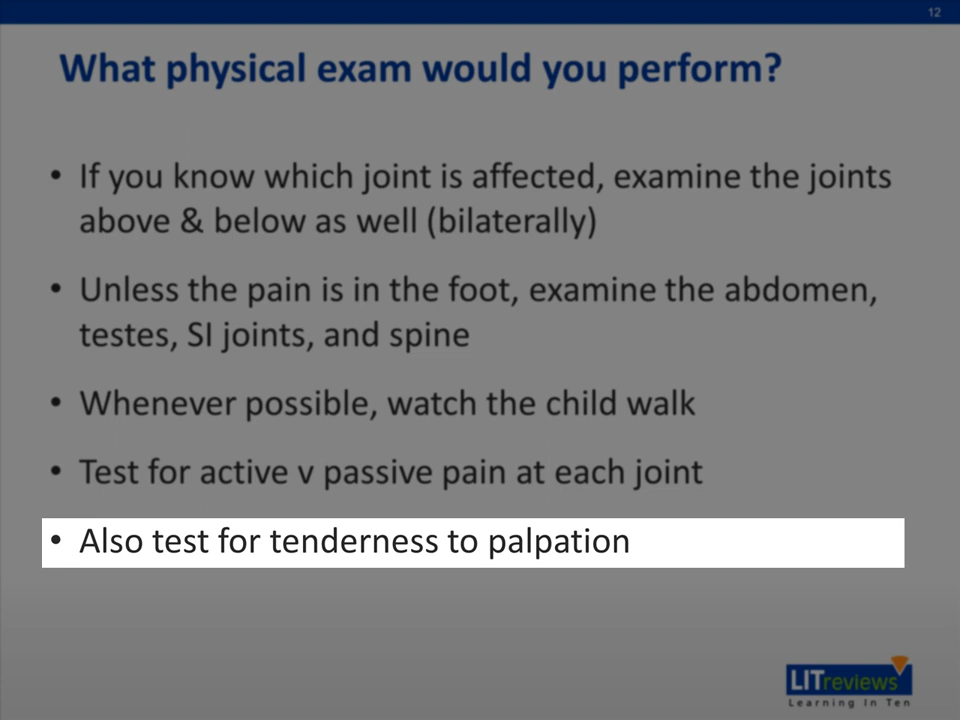 12
What physical exam would you perform?
• If you know which joint is affected, examine the joints
above & below as well (bilaterally)
• Unless the pain is in the foot, examine the abdomen,
testes, SI joints, and spine
• Whenever possible, watch the child walk
• Test for active v passive pain at each joint
• Also test for tenderness to palpation
LITreviews
Learning In Ten